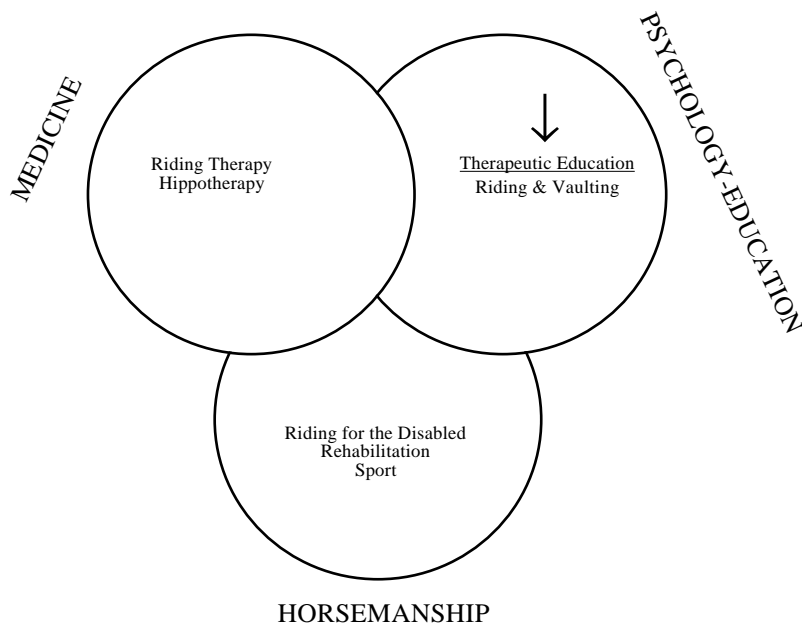 MEDICINE
PSYCHOLOGY-EDUCATION
Riding Therapy
Hippotherapy
Therapeutic Education
Riding & Vaulting
Riding for the Disabled
Rehabilitation
Sport
HORSEMANSHIP